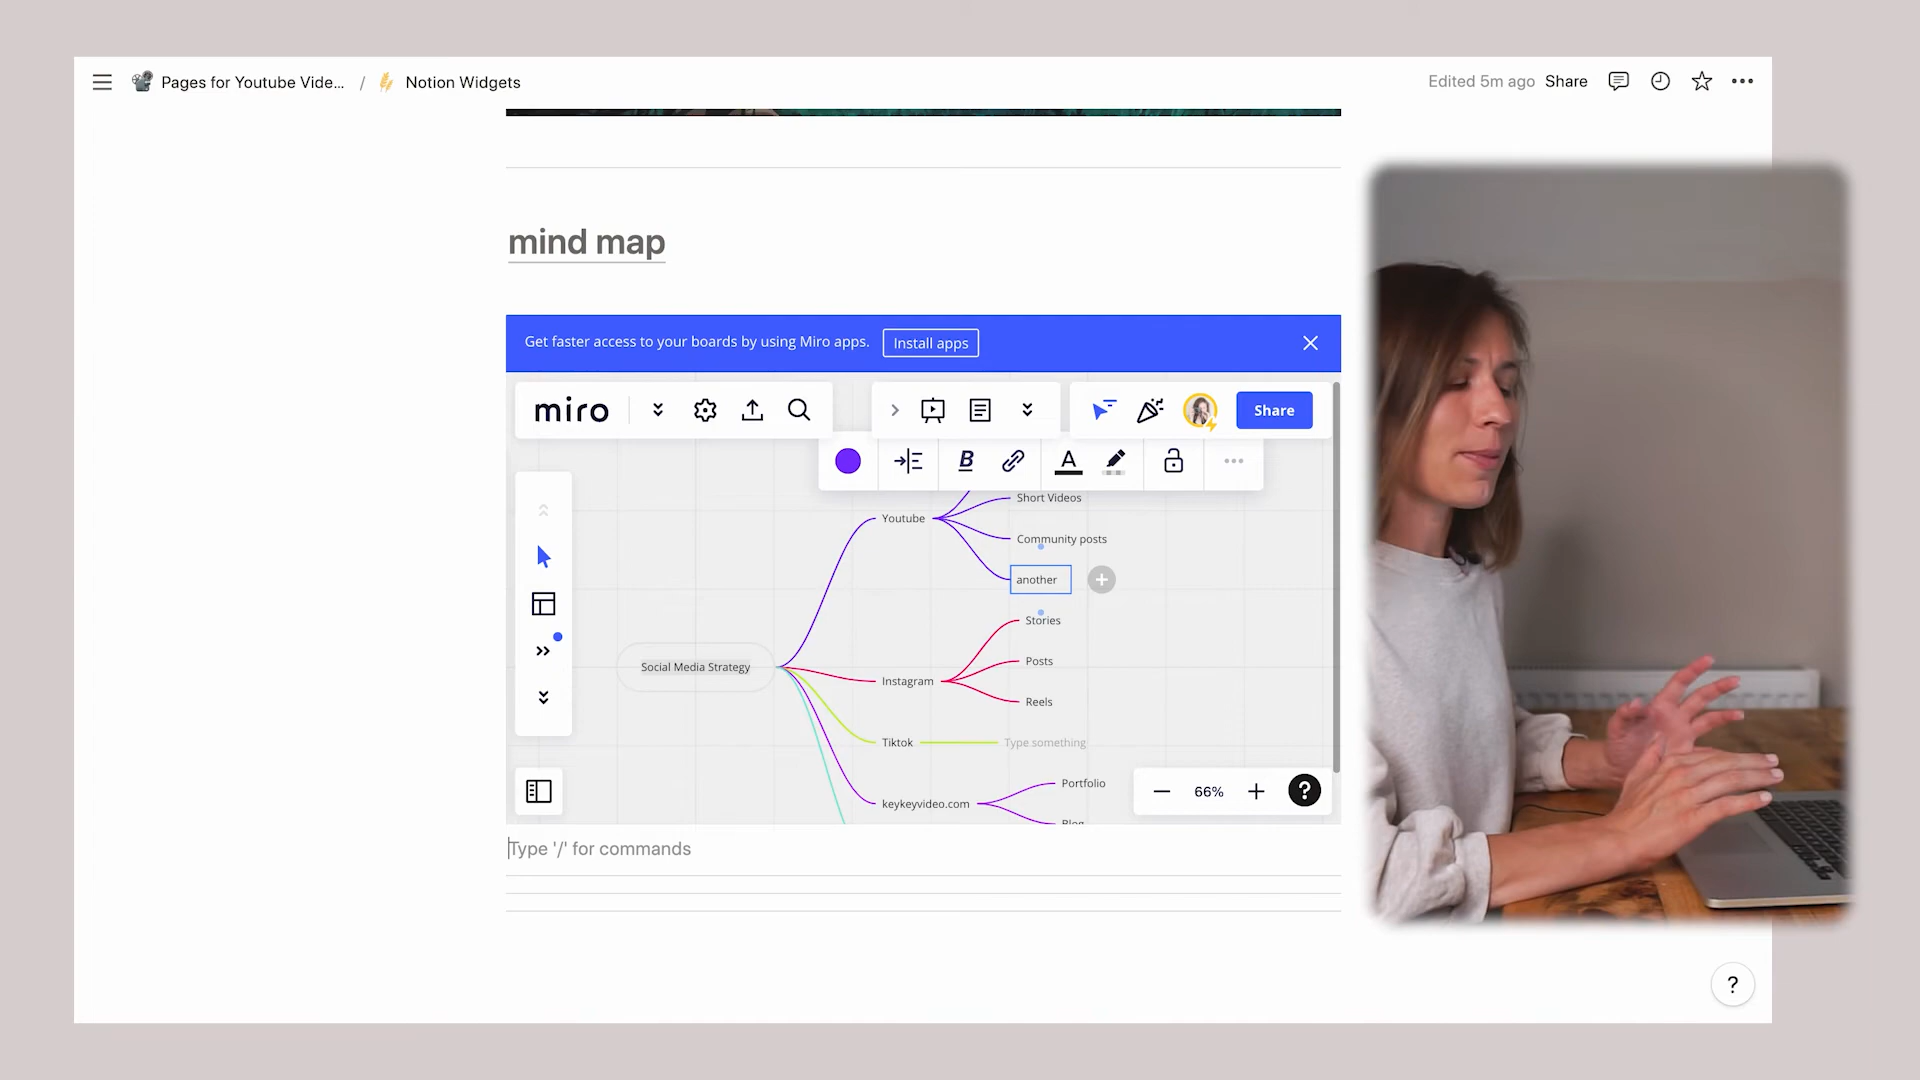 Pages for Youtube Vide... / Notion Widgets
Edited 5m ago Share
mind map
Get faster access to your boards by using Miro apps. Install apps
miro
Share
B A
Short Videos
Youtube
Community posts
another
Stories
Social Media Strategy
Posts
Instagram
Reels
Tiktok
Type something
Portfolio
66%
?
keykeyvideo.com
Type '/' for commands
?